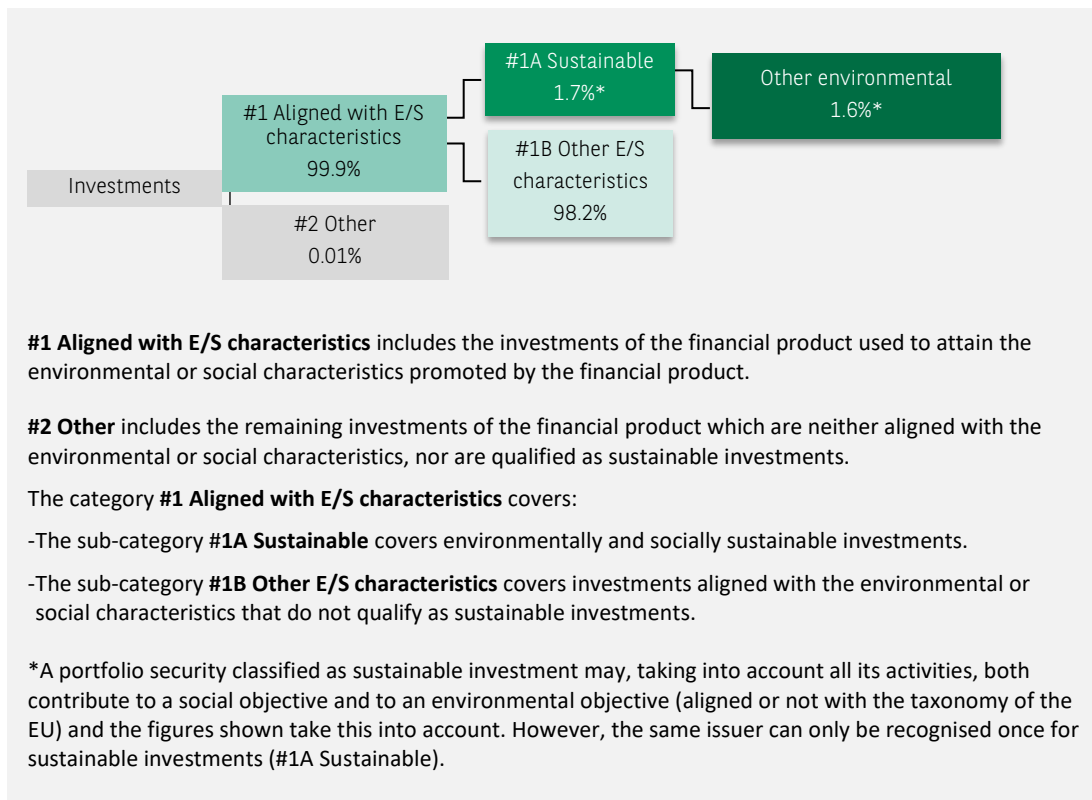 #1A Sustainable
1.7%*
Other environmental
1.6%*
#1 Aligned with E/S
characteristics
99.9%
#1B Other E/S
characteristics
98.2%
Investments
#2 Other
0.01%
#1 Aligned with E/S characteristics includes the investments of the financial product used to attain the
environmental or social characteristics promoted by the financial product.
#2 Other includes the remaining investments of the financial product which are neither aligned with the
environmental or social characteristics, nor are qualified as sustainable investments.
The category #1 Aligned with E/S characteristics covers:
-The sub-category #1A Sustainable covers environmentally and socially sustainable investments.
-The sub-category #1B Other E/S characteristics covers investments aligned with the environmental or
social characteristics that do not qualify as sustainable investments.
*A portfolio security classified as sustainable investment may, taking into account all its activities, both
contribute to a social objective and to an environmental objective (aligned or not with the taxonomy of the
EU) and the figures shown take this into account. However, the same issuer can only be recognised once for
sustainable investments (#1A Sustainable).